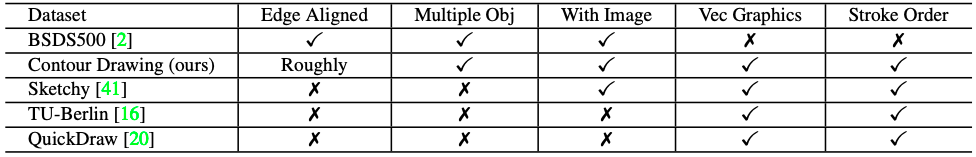 Dataset Edge Aligned Multiple Obj With Image Vec Graphics Stroke Order
BSDS500 [2] ✓ ✓ ✓ ✗ ✗
Contour Drawing (ours) Roughly ✓ ✓ ✓ ✓
Sketchy [41] ✗ ✗ ✓ ✓ ✓
TU-Berlin [16] ✗ ✗ ✗ ✓ ✓
QuickDraw [20] ✗ ✗ ✗ ✓ ✓